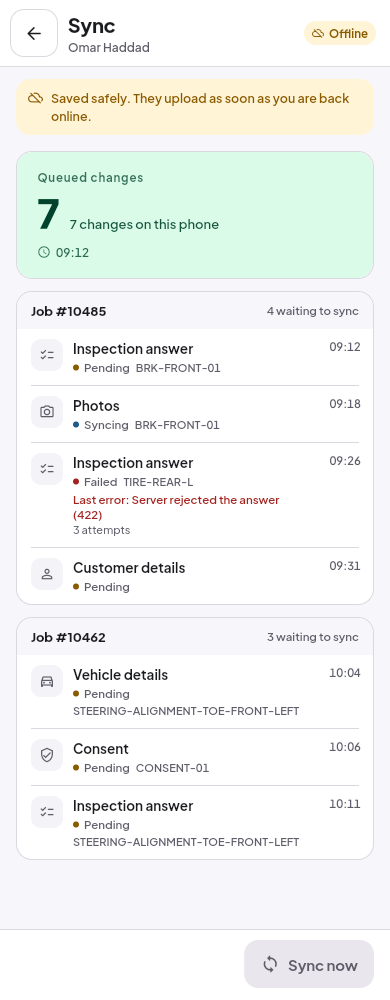 Sync
Omar Haddad
Offline
Saved safely. They upload as soon as you are back
online.
Queued changes
7 7 changes on this phone
09:12
Job #10485 4 waiting to sync
Inspection answer 09:12
Pending BRK-FRONT-01
Photos 09:18
Syncing BRK-FRONT-01
Inspection answer 09:26
Failed TIRE-REAR-L
Last error: Server rejected the answer
(422)
3 attempts
Customer details 09:31
Pending
Job #10462 3 waiting to sync
Vehicle details 10:04
Pending
STEERING-ALIGNMENT-TOE-FRONT-LEFT
Consent 10:06
Pending CONSENT-01
Inspection answer 10:11
Pending
STEERING-ALIGNMENT-TOE-FRONT-LEFT
Sync now